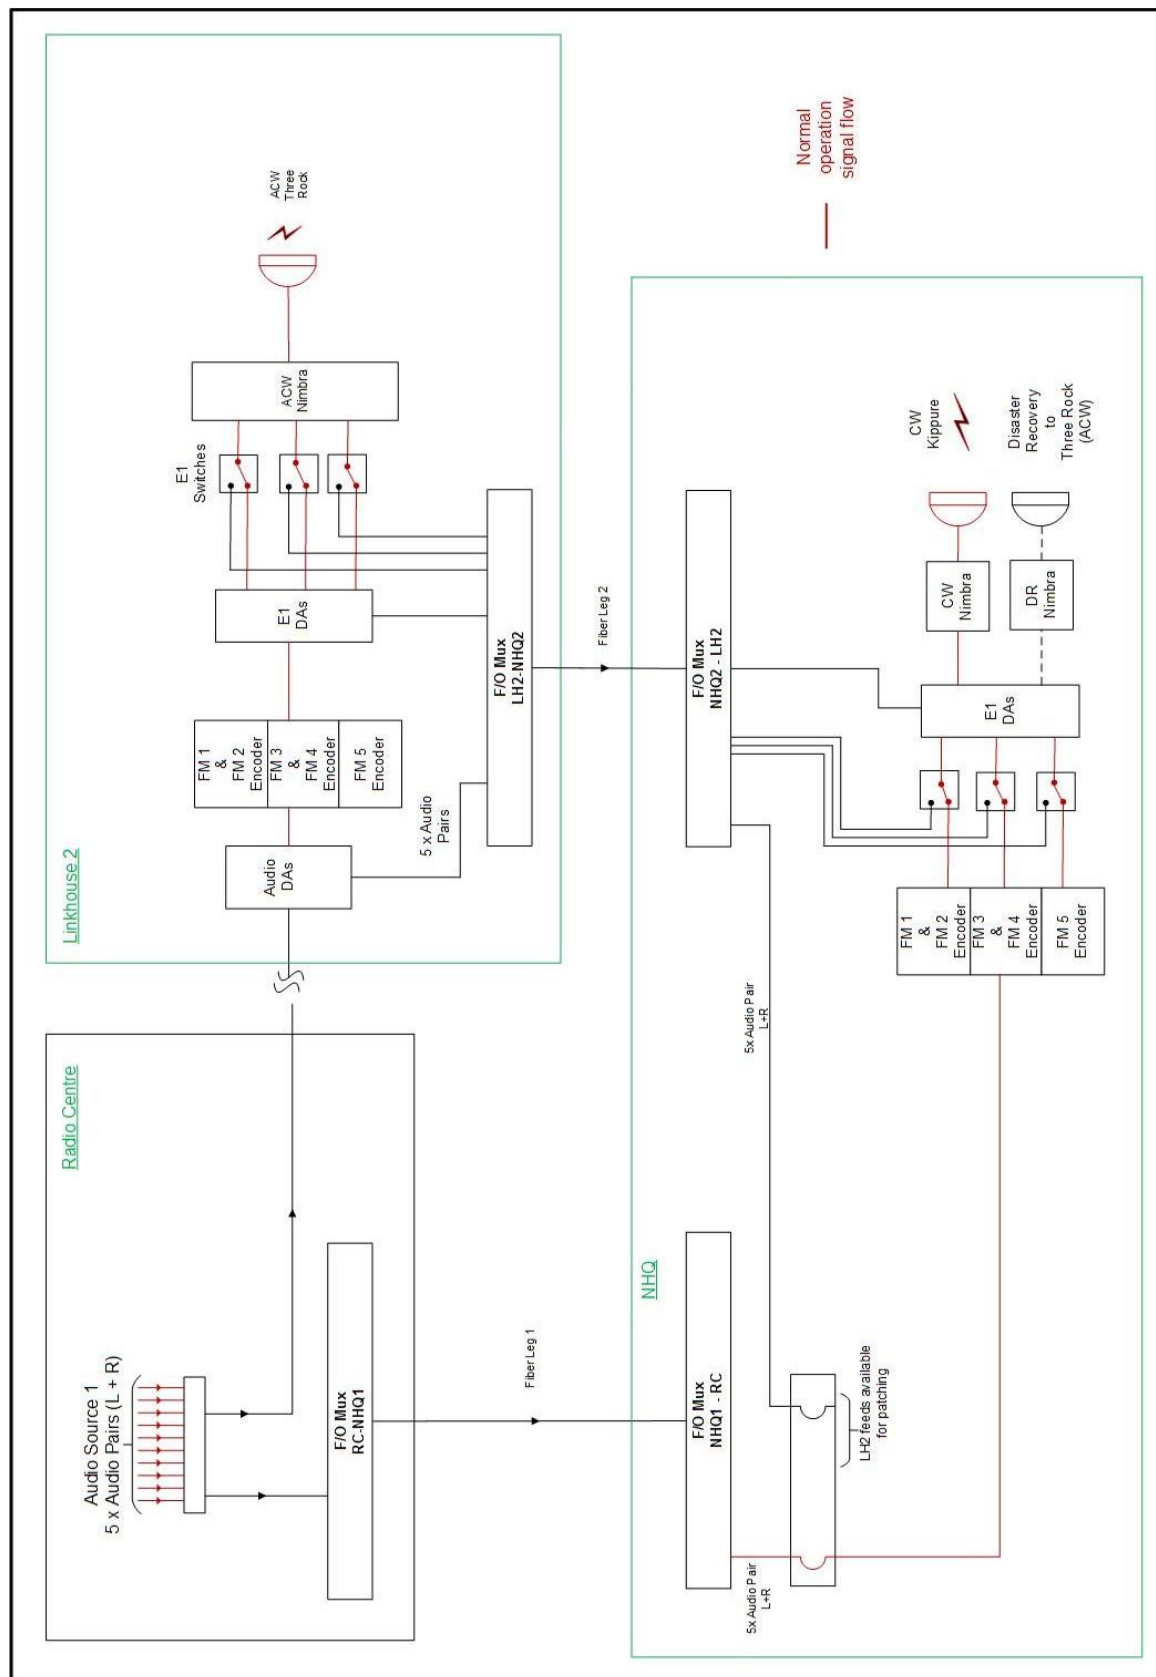 Radio Centre
Audio Source 1
5 x Audio Pairs (L + R)
F/O Mux
RC-NHQ1
Fiber Leg 1
Linkhouse 2
Audio
DAs
5 x Audio
Pairs
FM 1
&
FM 2
Encoder
FM 3
&
FM 4
Encoder
FM 5
Encoder
E1
DAs
E1
Switches
ACW
Nimbra
ACW
Three
Rock
F/O Mux
LH2-NHQ2
Fiber Leg 2
NHQ
F/O Mux
NHQ1 - RC
5x Audio Pair
L+R
LH2 feeds available
for patching
5x Audio Pair
L+R
F/O Mux
NHQ2 - LH2
FM 1
&
FM 2
Encoder
FM 3
&
FM 4
Encoder
FM 5
Encoder
E1
DAs
CW
Nimbra
DR
Nimbra
CW
Kippure
Disaster
Recovery
to
Three Rock
(ACW)
Normal
operation
signal flow